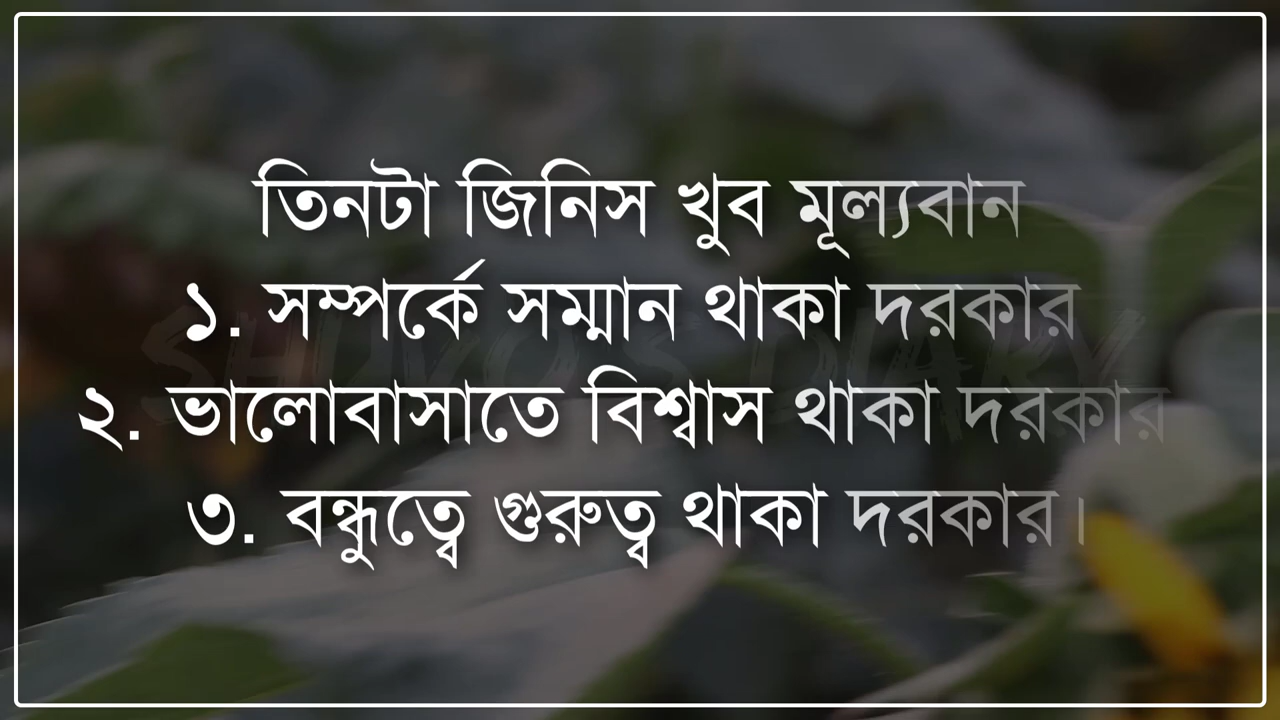 তিনটা জিনিস খুব মূল্যবান
১. সম্পর্কে সম্মান থাকা দরকার
২. ভালোবাসাতে বিশ্বাস থাকা দরকার
৩. বন্ধুত্বে গুরুত্ব থাকা দরকার।